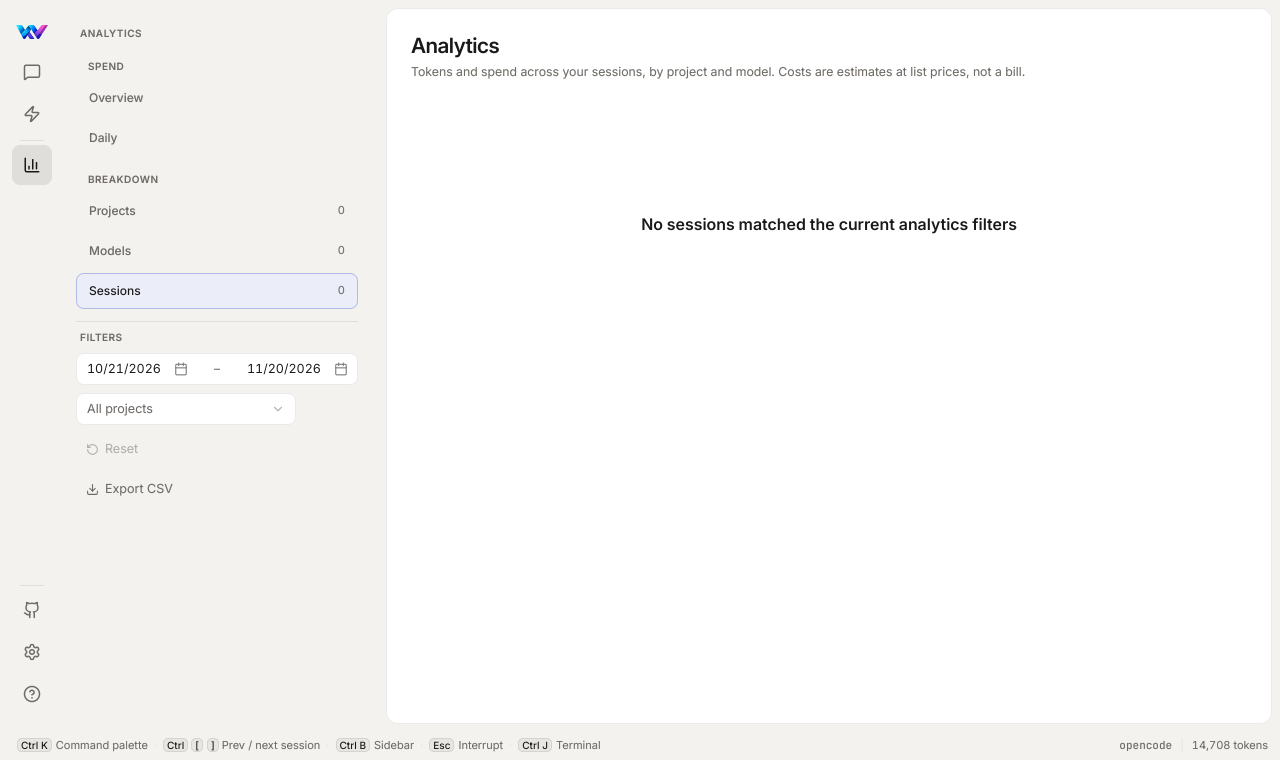 ANALYTICS
SPEND
Overview
Daily
BREAKDOWN
Projects 0
Models 0
Sessions 0
FILTERS
10/21/2026 – 11/20/2026
All projects
Reset
Export CSV
Analytics
Tokens and spend across your sessions, by project and model. Costs are estimates at list prices, not a bill.
No sessions matched the current analytics filters
Ctrl K Command palette Ctrl [ ] Prev / next session Ctrl B Sidebar Esc Interrupt Ctrl J Terminal opencode 14,708 tokens